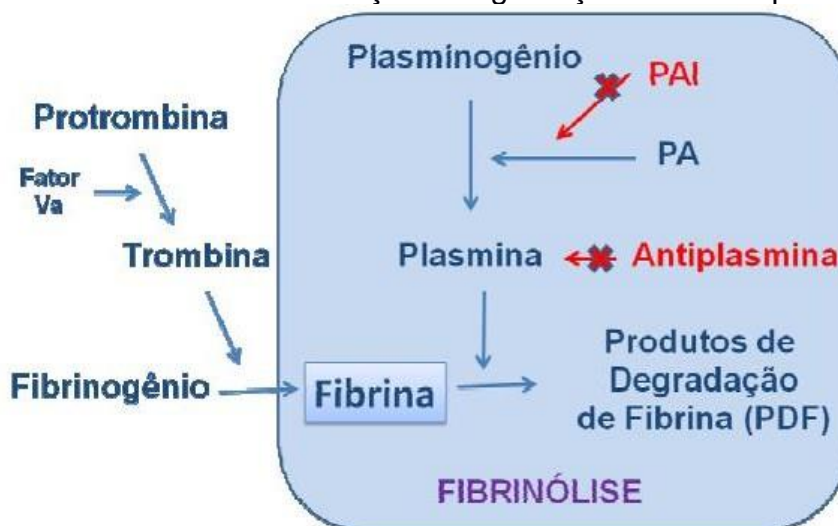 Plasminogênio
PAI
Protrombina
PA
Fator
Va
Trombina
Plasmina
Antiplasmina
Fibrinogênio
Fibrina
Produtos de
Degradação
de Fibrina (PDF)
FIBRINÓLISE